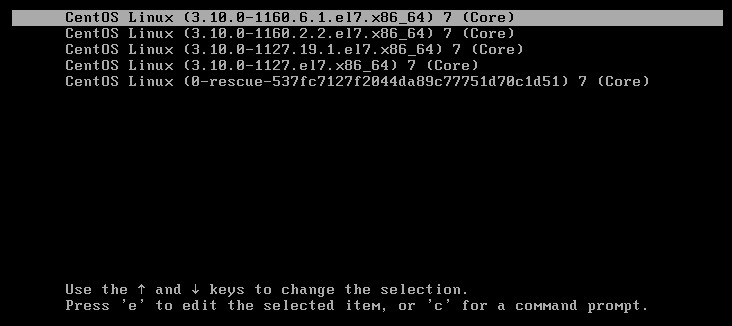 CentOS Linux (3.10.0-1160.6.1.el7.x86_64) 7 (Core)
CentOS Linux (3.10.0-1160.2.2.el7.x86_64) 7 (Core)
CentOS Linux (3.10.0-1127.19.1.el7.x86_64) 7 (Core)
CentOS Linux (3.10.0-1127.el7.x86_64) 7 (Core)
CentOS Linux (0-rescue-537fc7127f2044da89c77751d70c1d51) 7 (Core)
Use the ↑ and ↓ keys to change the selection.
Press 'e' to edit the selected item, or 'c' for a command prompt.